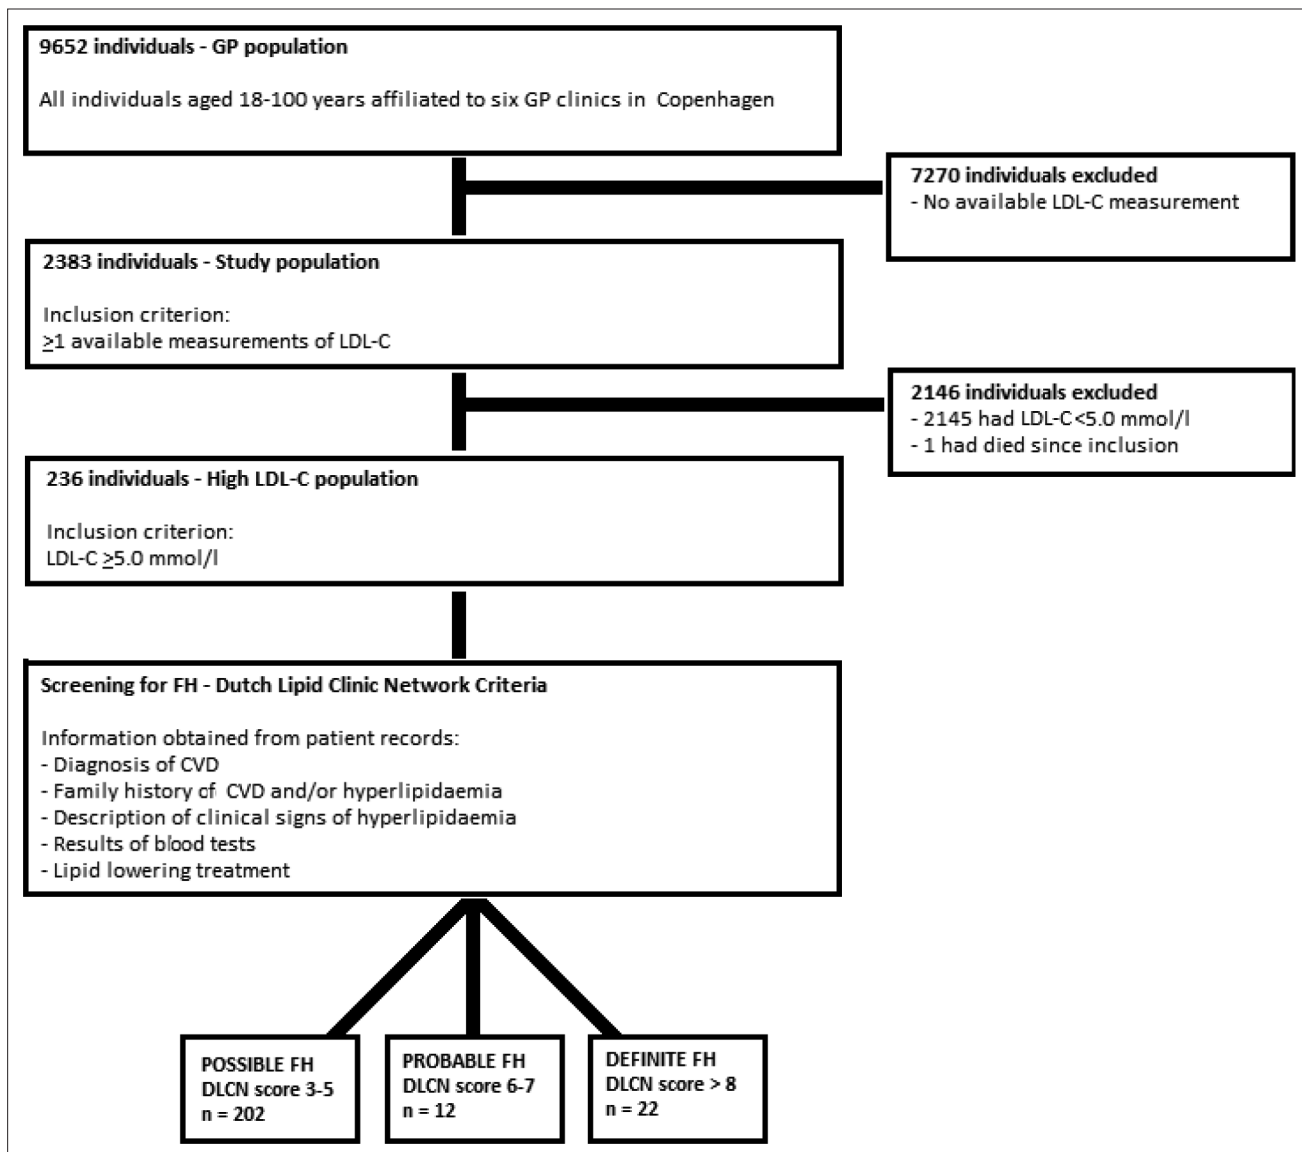 9652 individuals - GP population
All individuals aged 18-100 years affiliated to six GP clinics in Copenhagen
7270 individuals excluded
- No available LDL-C measurement
2383 individuals - Study population
Inclusion criterion:
≥1 available measurements of LDL-C
2146 individuals excluded
- 2145 had LDL-C <5.0 mmol/l
- 1 had died since inclusion
236 individuals - High LDL-C population
Inclusion criterion:
LDL-C ≥5.0 mmol/l
Screening for FH - Dutch Lipid Clinic Network Criteria
Information obtained from patient records:
- Diagnosis of CVD
- Family history of CVD and/or hyperlipidaemia
- Description of clinical signs of hyperlipidaemia
- Results of blood tests
- Lipid lowering treatment
POSSIBLE FH
DLCN score 3-5
n = 202
PROBABLE FH
DLCN score 6-7
n = 12
DEFINITE FH
DLCN score > 8
n = 22